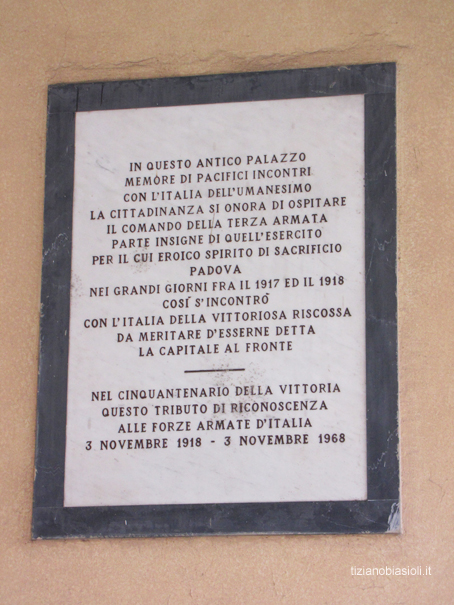 IN QUESTO ANTICO PALAZZO
MEMORE DI PACIFICI INCONTRI
CON L'ITALIA DELL'UMANESIMO
LA CITTADINANZA SI ONORA DI OSPITARE
IL COMANDO DELLA TERZA ARMATA
PARTE INSIGNE DI QUELL'ESERCITO
PER IL CUI EROICO SPIRITO DI SACRIFICIO
PADOVA
NEI GRANDI GIORNI FRA IL 1917 ED IL 1918
COSÍ S'INCONTRÒ
CON L'ITALIA DELLA VITTORIOSA RISCOSSA
DA MERITARE D'ESSERNE DETTA
LA CAPITALE AL FRONTE
NEL CINQUANTENARIO DELLA VITTORIA
QUESTO TRIBUTO DI RICONOSCENZA
ALLE FORZE ARMATE D'ITALIA
3 NOVEMBRE 1918 - 3 NOVEMBRE 1968
tizianobiasioli.it